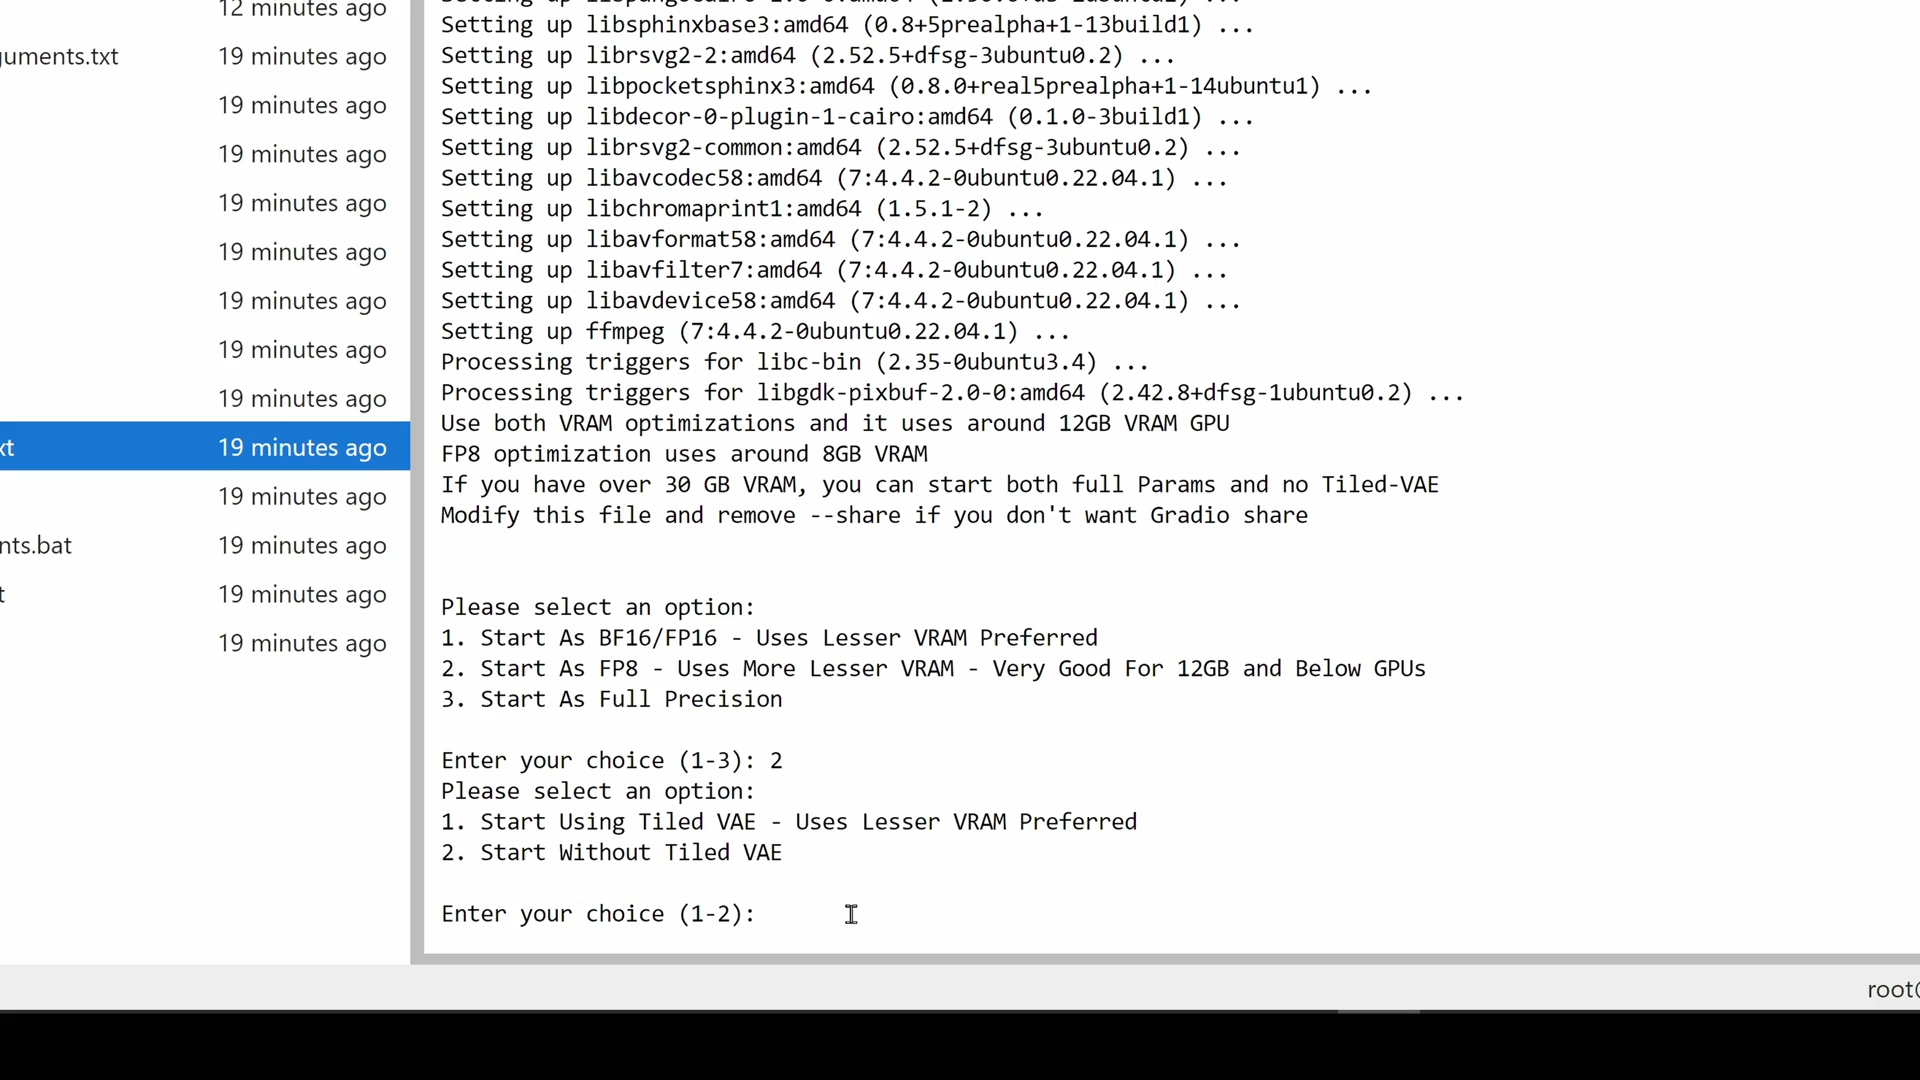 12 minutes ago
guments.txt 19 minutes ago
19 minutes ago
19 minutes ago
19 minutes ago
19 minutes ago
19 minutes ago
19 minutes ago
19 minutes ago
xt 19 minutes ago
19 minutes ago
nts.bat 19 minutes ago
t 19 minutes ago
19 minutes ago
Setting up libsphinxbase3:amd64 (0.8+5prealpha+1-13build1) ...
Setting up librsvg2-2:amd64 (2.52.5+dfsg-3ubuntu0.2) ...
Setting up libpocketsphinx3:amd64 (0.8.0+real5prealpha+1-14ubuntu1) ...
Setting up libdecor-0-plugin-1-cairo:amd64 (0.1.0-3build1) ...
Setting up librsvg2-common:amd64 (2.52.5+dfsg-3ubuntu0.2) ...
Setting up libavcodec58:amd64 (7:4.4.2-0ubuntu0.22.04.1) ...
Setting up libchromaprint1:amd64 (1.5.1-2) ...
Setting up libavformat58:amd64 (7:4.4.2-0ubuntu0.22.04.1) ...
Setting up libavfilter7:amd64 (7:4.4.2-0ubuntu0.22.04.1) ...
Setting up libavdevice58:amd64 (7:4.4.2-0ubuntu0.22.04.1) ...
Setting up ffmpeg (7:4.4.2-0ubuntu0.22.04.1) ...
Processing triggers for libc-bin (2.35-0ubuntu3.4) ...
Processing triggers for libgdk-pixbuf-2.0-0:amd64 (2.42.8+dfsg-1ubuntu0.2) ...
Use both VRAM optimizations and it uses around 12GB VRAM GPU
FP8 optimization uses around 8GB VRAM
If you have over 30 GB VRAM, you can start both full Params and no Tiled-VAE
Modify this file and remove --share if you don't want Gradio share
Please select an option:
1. Start As BF16/FP16 - Uses Lesser VRAM Preferred
2. Start As FP8 - Uses More Lesser VRAM - Very Good For 12GB and Below GPUs
3. Start As Full Precision
Enter your choice (1-3): 2
Please select an option:
1. Start Using Tiled VAE - Uses Lesser VRAM Preferred
2. Start Without Tiled VAE
Enter your choice (1-2):
root@